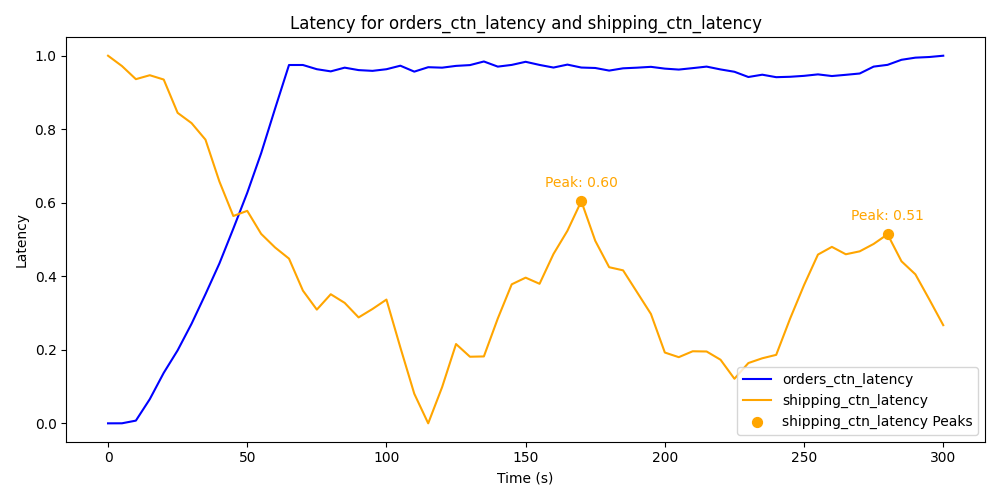 Latency for orders_ctn_latency and shipping_ctn_latency
Latency
1.0
0.8
0.6
0.4
0.2
0.0
Peak: 0.60
Peak: 0.51
orders_ctn_latency
shipping_ctn_latency
shipping_ctn_latency Peaks
0
50
100
150
200
250
300
Time (s)